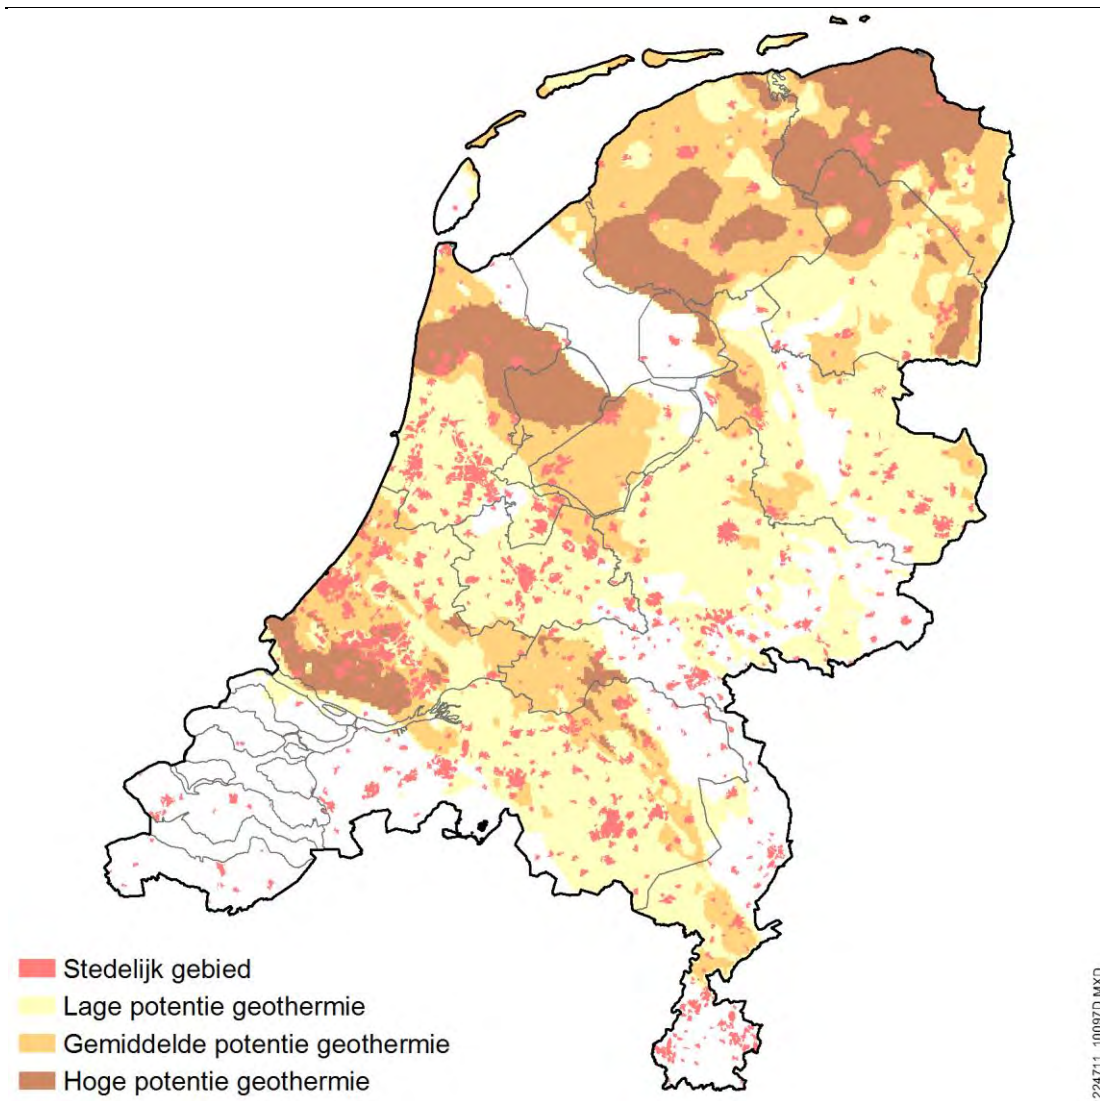 Stedelijk gebied
Lage potentie geothermie
Gemiddelde potentie geothermie
Hoge potentie geothermie
224711_10097D.MXD